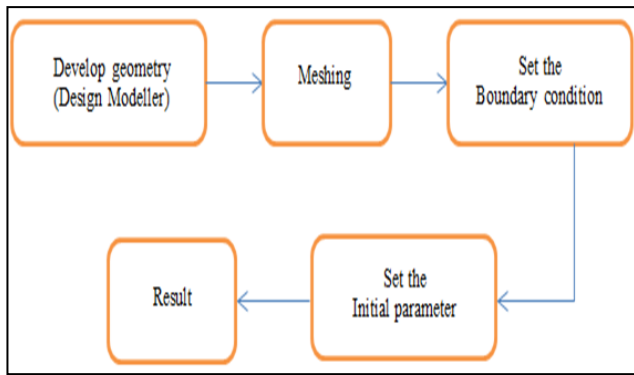 Develop geometry
(Design Modeller)
Meshing
Set the
Boundary condition
Set the
Initial parameter
Result